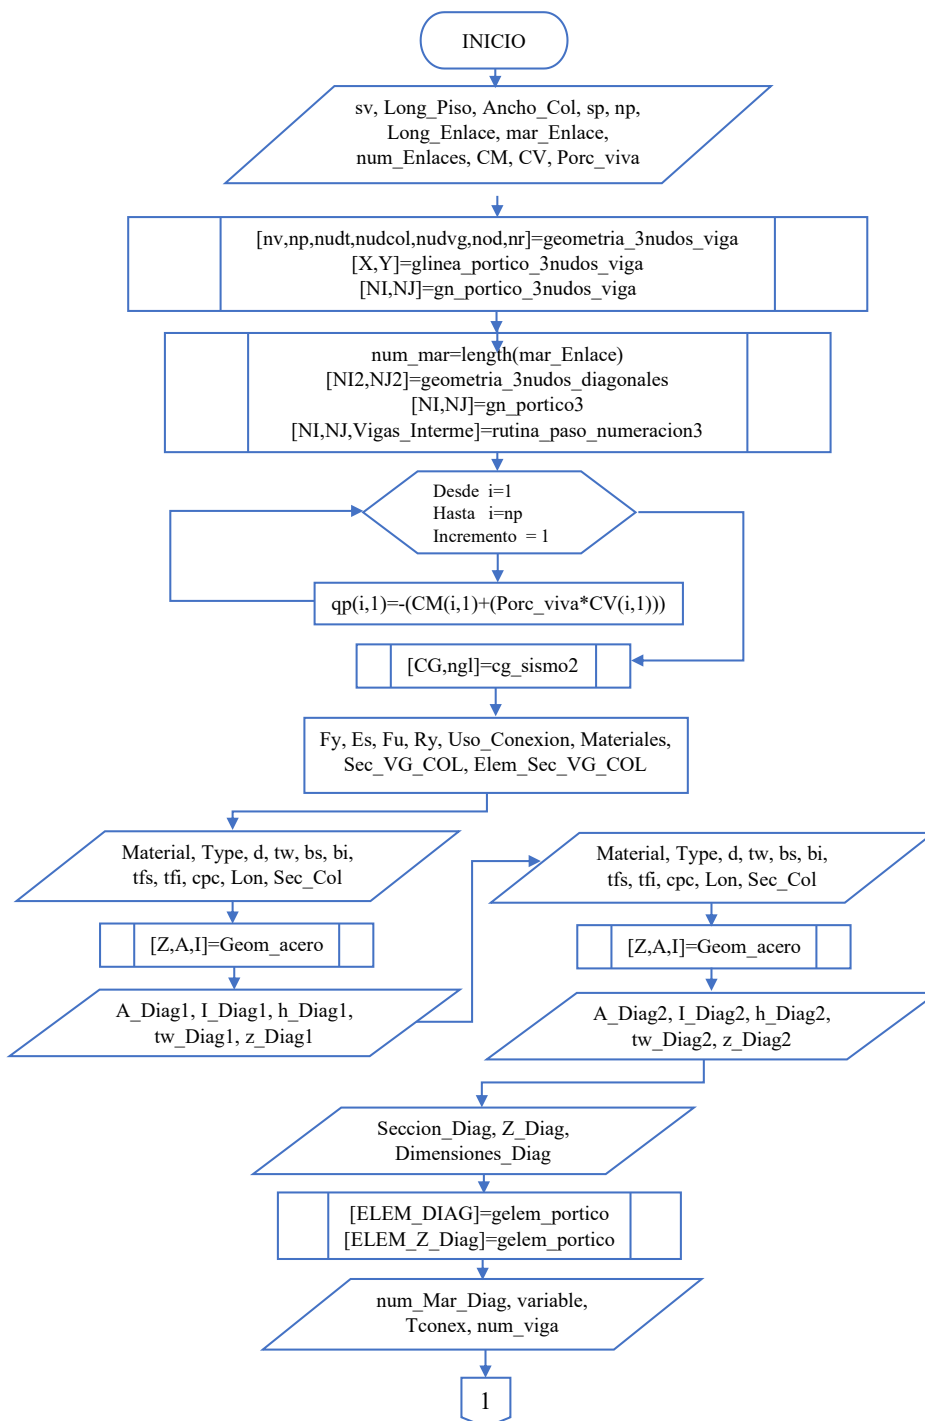 INICIO
sv, Long_Piso, Ancho_Col, sp, np,
Long_Enlace, mar_Enlace,
num_Enlaces, CM, CV, Porc_viva
[nv,np,nudt,nudcol,nudvg,nod,nr]=geometria_3nudos_viga
[X,Y]=glinea_portico_3nudos_viga
[NI,NJ]=gn_portico_3nudos_viga
num_mar=length(mar_Enlace)
[NI2,NJ2]=geometria_3nudos_diagonales
[NI,NJ]=gn_portico3
[NI,NJ,Vigas_Interme]=rutina_paso_numeracion3
Desde i=1
Hasta i=np
Incremento = 1
qp(i,1)=-(CM(i,1)+(Porc_viva*CV(i,1)))
[CG,ngl]=cg_sismo2
Fy, Es, Fu, Ry, Uso_Conexion, Materiales,
Sec_VG_COL, Elem_Sec_VG_COL
Material, Type, d, tw, bs, bi,
tfs, tfi, cpc, Lon, Sec_Col
[Z,A,I]=Geom_acero
A_Diag1, I_Diag1, h_Diag1,
tw_Diag1, z_Diag1
Material, Type, d, tw, bs, bi,
tfs, tfi, cpc, Lon, Sec_Col
[Z,A,I]=Geom_acero
A_Diag2, I_Diag2, h_Diag2,
tw_Diag2, z_Diag2
Seccion_Diag, Z_Diag,
Dimensiones_Diag
[ELEM_DIAG]=gelem_portico
[ELEM_Z_Diag]=gelem_portico
num_Mar_Diag, variable,
Tconex, num_viga
1